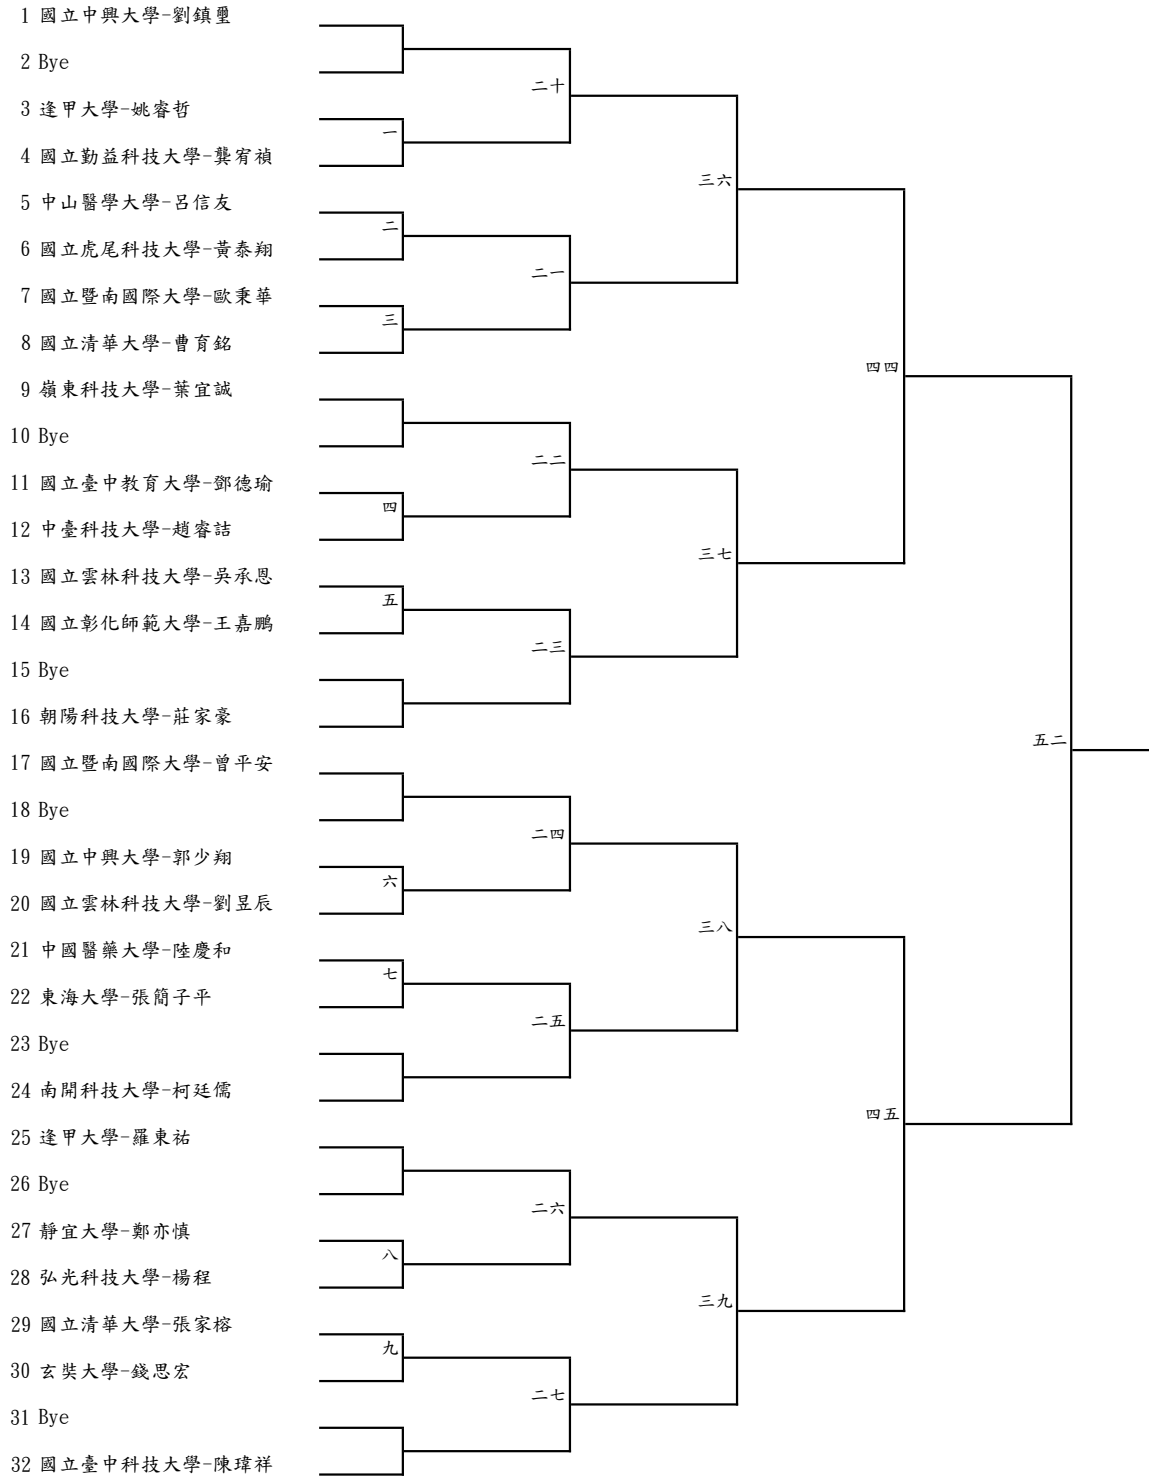 1 國立中興大學-劉鎮璽
2 Bye
二十
3 逢甲大學-姚睿哲
一
4 國立勤益科技大學-龔宥禎
三六
5 中山醫學大學-呂信友
二
6 國立虎尾科技大學-黃泰翔
二一
7 國立暨南國際大學-歐秉華
三
8 國立清華大學-曹育銘
四四
9 嶺東科技大學-葉宜誠
10 Bye
二二
11 國立臺中教育大學-鄧德瑜
四
12 中臺科技大學-趙睿詰
三七
13 國立雲林科技大學-吳承恩
五
14 國立彰化師範大學-王嘉鵬
二三
15 Bye
16 朝陽科技大學-莊家豪
五二
17 國立暨南國際大學-曾平安
18 Bye
二四
19 國立中興大學-郭少翔
六
20 國立雲林科技大學-劉昱辰
三八
21 中國醫藥大學-陸慶和
七
22 東海大學-張簡子平
二五
23 Bye
24 南開科技大學-柯廷儒
四五
25 逢甲大學-羅東祐
26 Bye
二六
27 靜宜大學-鄭亦慎
八
28 弘光科技大學-楊程
三九
29 國立清華大學-張家榕
九
30 玄奘大學-錢思宏
二七
31 Bye
32 國立臺中科技大學-陳瑋祥